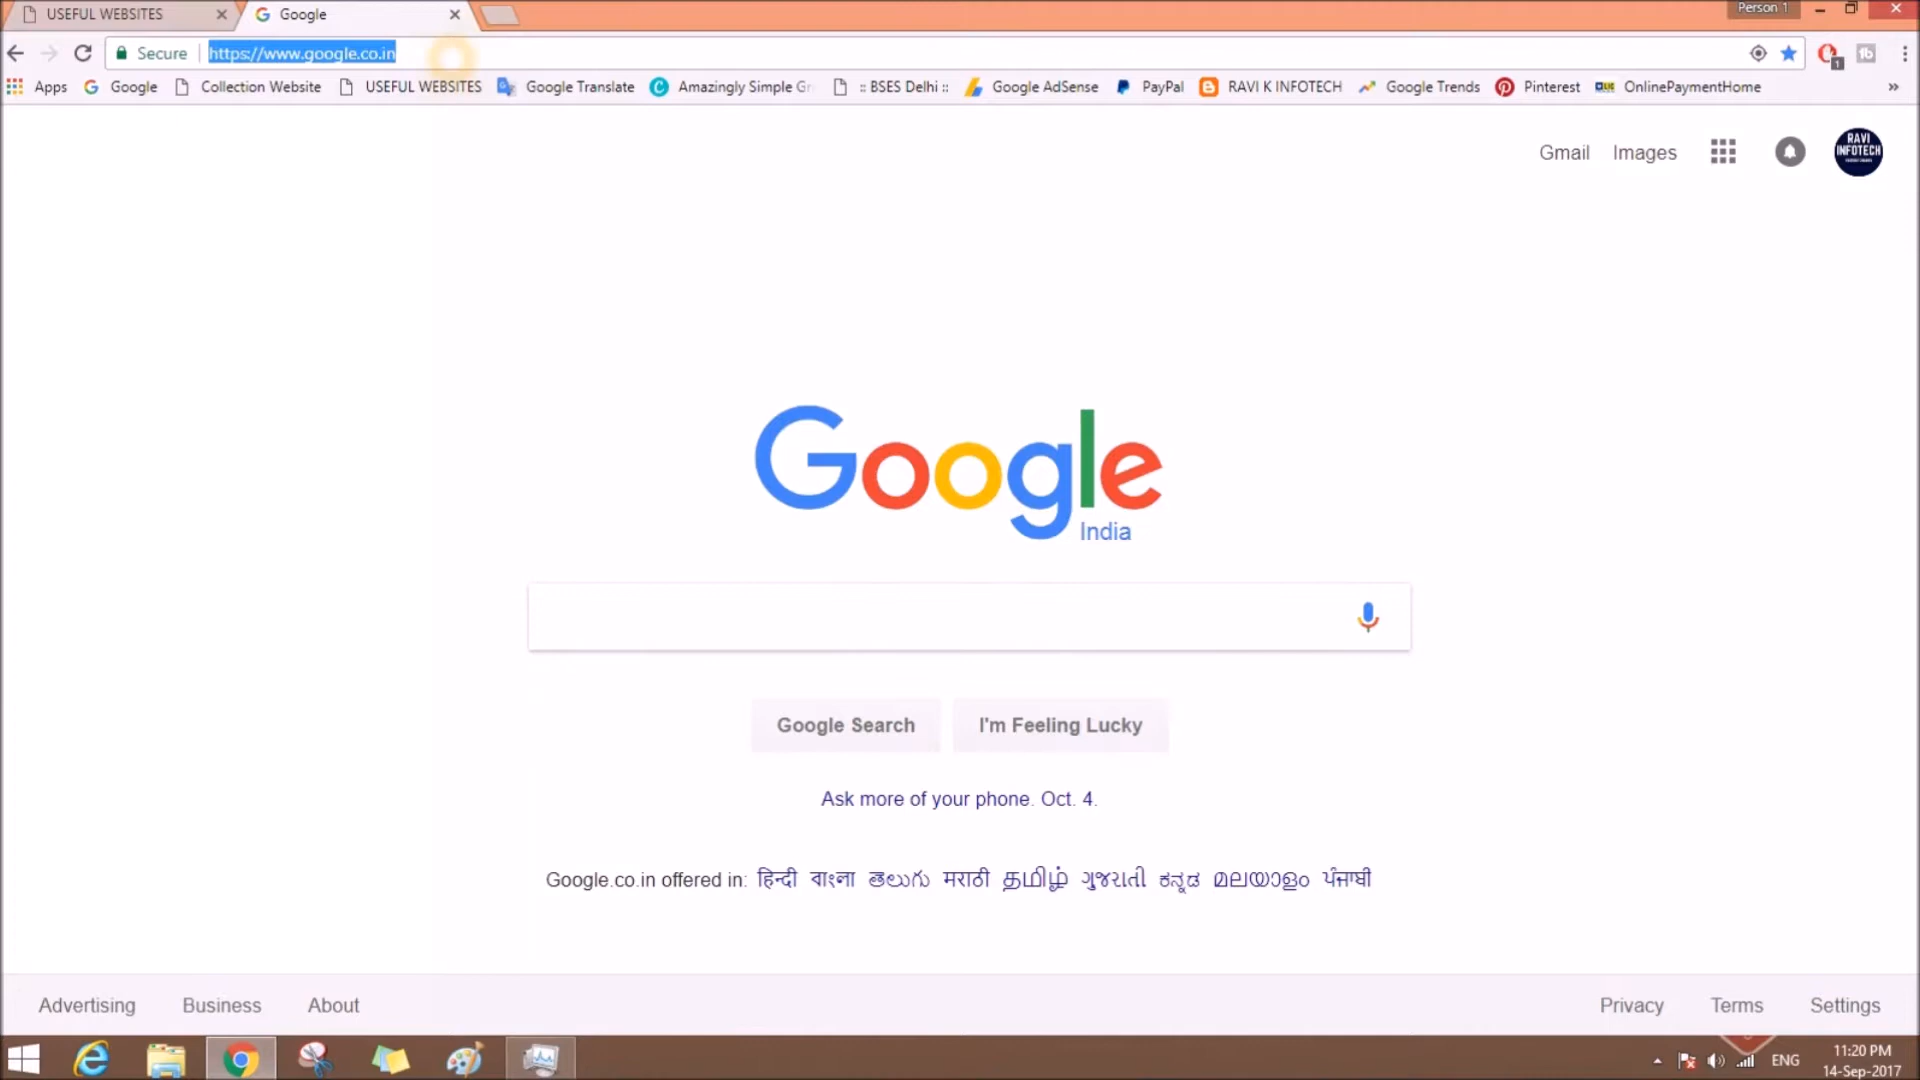 USEFUL WEBSITES Google Person 1
Secure https://www.google.co.in
Apps Google Collection Website USEFUL WEBSITES Google Translate Amazingly Simple Gr :: BSES Delhi :: Google AdSense PayPal RAVI K INFOTECH Google Trends Pinterest OnlinePaymentHome »
Gmail Images RAVI INFOTECH
Google
India
Google Search I'm Feeling Lucky
Ask more of your phone. Oct. 4.
Google.co.in offered in: हिन्दी বাংলা తెలుగు मराठी தமிழ் ગુજરાતી ಕನ್ನಡ മലയാളം ਪੰਜਾਬੀ
Advertising Business About Privacy Terms Settings
ENG 11:20 PM
14-Sep-2017